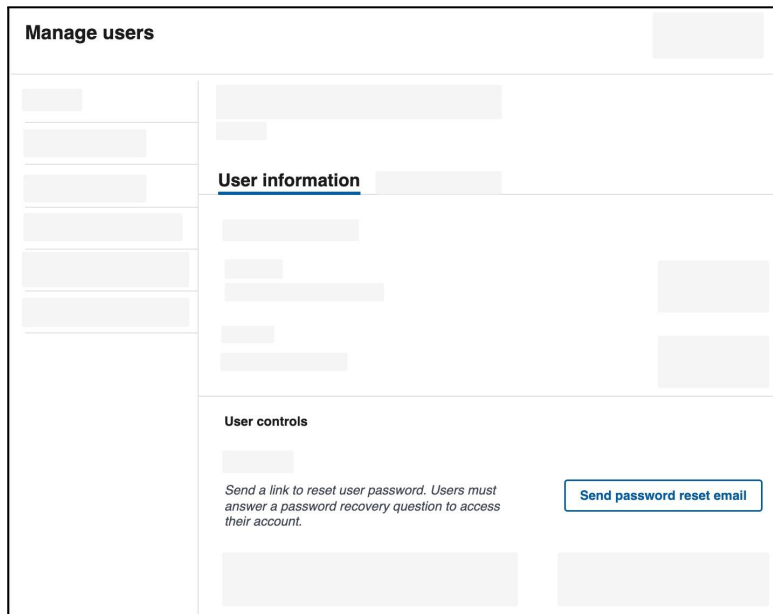 Manage users
User information
User controls
Send a link to reset user password. Users must
answer a password recovery question to access
their account.
Send password reset email